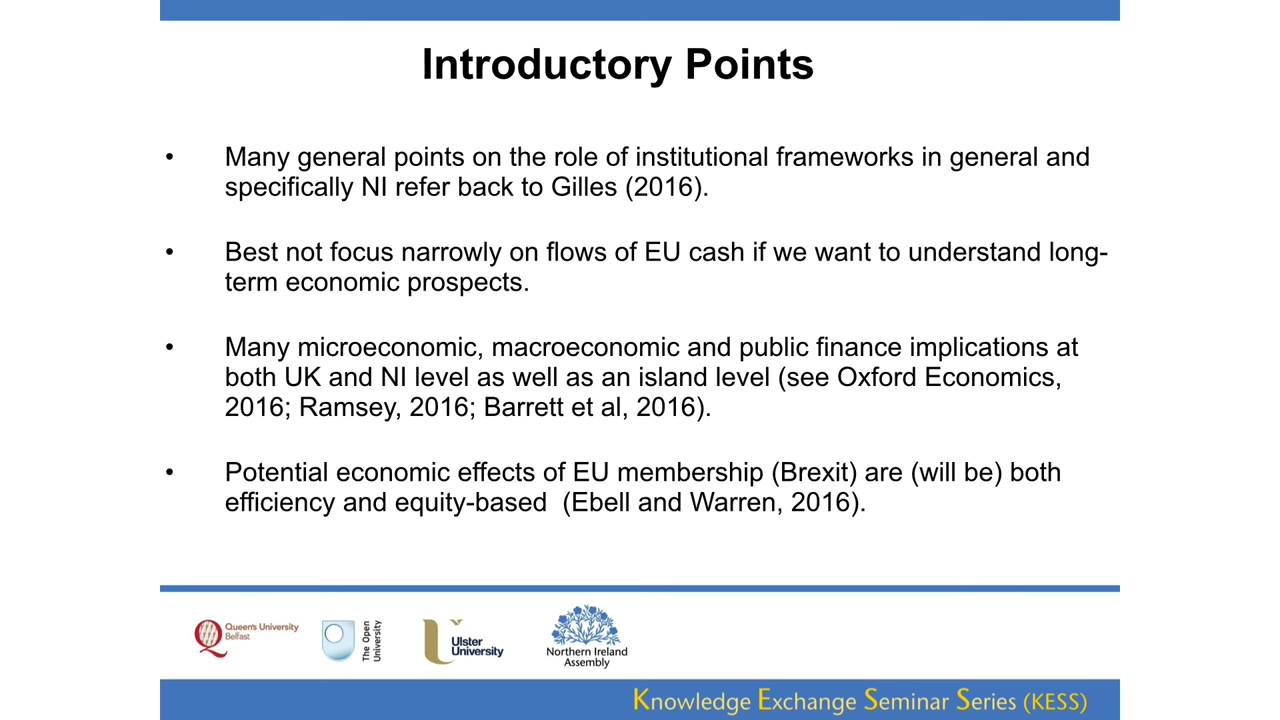 Introductory Points
• Many general points on the role of institutional frameworks in general and
specifically NI refer back to Gilles (2016).
• Best not focus narrowly on flows of EU cash if we want to understand long-
term economic prospects.
• Many microeconomic, macroeconomic and public finance implications at
both UK and NI level as well as an island level (see Oxford Economics,
2016; Ramsey, 2016; Barrett et al, 2016).
• Potential economic effects of EU membership (Brexit) are (will be) both
efficiency and equity-based  (Ebell and Warren, 2016).
Queen's University
Belfast
The Open
University
Ulster
University
Northern Ireland
Assembly
Knowledge Exchange Seminar Series (KESS)